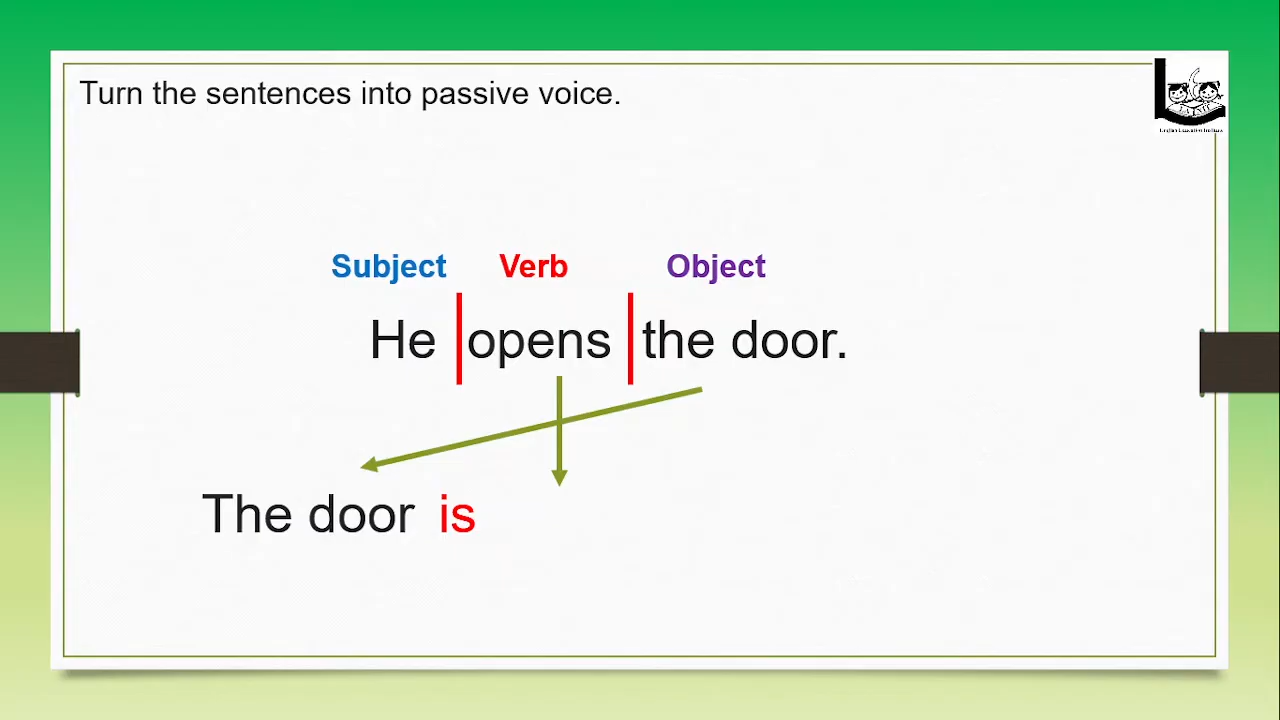 Turn the sentences into passive voice.
Subject Verb Object
He opens the door.
The door is